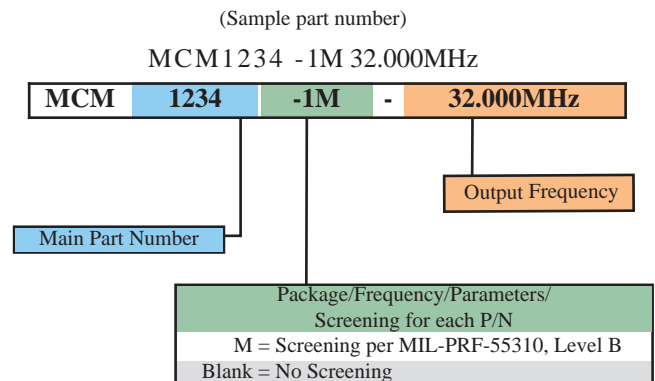 (Sample part number)
MCM1234 -1M 32.000MHz
MCM 1234 -1M - 32.000MHz
Output Frequency
Main Part Number
Package/Frequency/Parameters/
Screening for each P/N
M = Screening per MIL-PRF-55310, Level B
Blank = No Screening